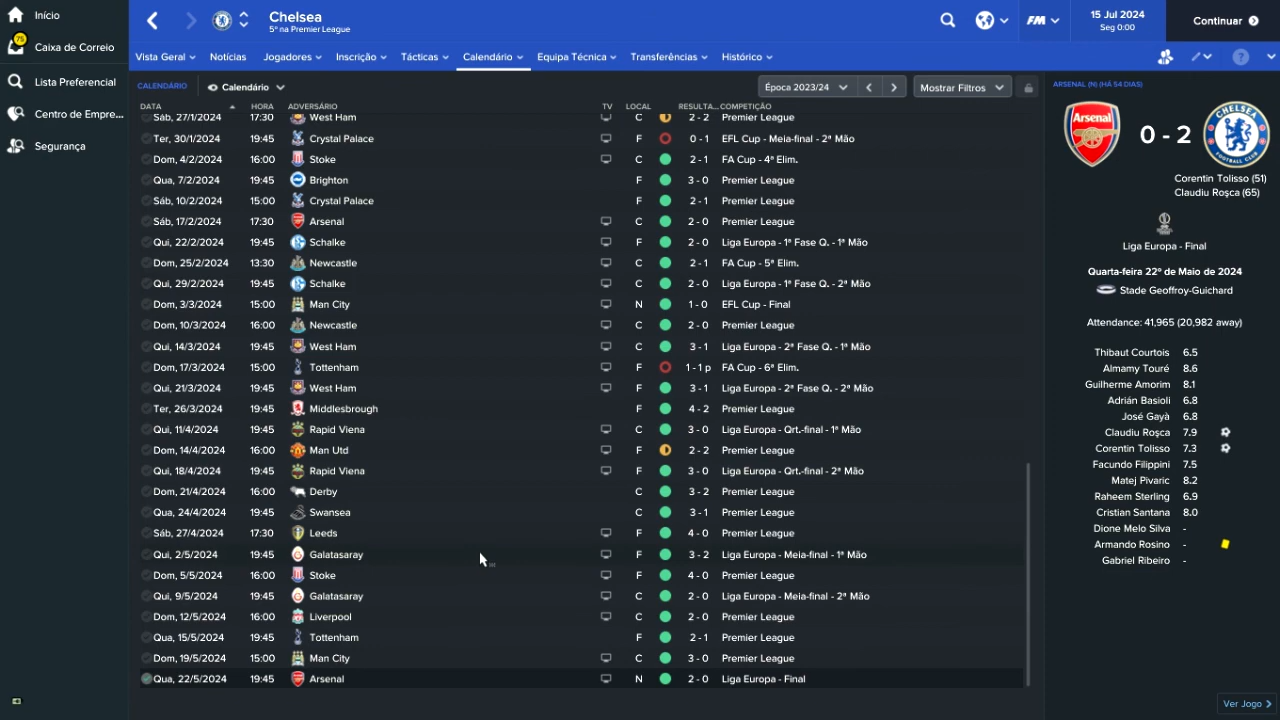 Início
75
Caixa de Correio
Lista Preferencial
Centro de Empre...
Segurança
Chelsea
5º na Premier League
FM
15 Jul 2024
Seg 0:00
Continuar
Vista Geral
Notícias
Jogadores
Inscrição
Tácticas
Calendário
Equipa Técnica
Transferências
Histórico
CALENDÁRIO
Calendário
Época 2023/24
Mostrar Filtros
DATA HORA ADVERSÁRIO TV LOCAL RESULTA... COMPETIÇÃO
Sáb, 27/1/2024 17:30 West Ham C 2 - 2 Premier League
Ter, 30/1/2024 19:45 Crystal Palace F 0 - 1 EFL Cup - Meia-final - 2ª Mão
Dom, 4/2/2024 16:00 Stoke C 2 - 1 FA Cup - 4ª Elim.
Qua, 7/2/2024 19:45 Brighton F 3 - 0 Premier League
Sáb, 10/2/2024 15:00 Crystal Palace F 2 - 1 Premier League
Sáb, 17/2/2024 17:30 Arsenal C 2 - 0 Premier League
Qui, 22/2/2024 19:45 Schalke F 2 - 0 Liga Europa - 1ª Fase Q. - 1ª Mão
Dom, 25/2/2024 13:30 Newcastle C 2 - 1 FA Cup - 5ª Elim.
Qui, 29/2/2024 19:45 Schalke C 2 - 0 Liga Europa - 1ª Fase Q. - 2ª Mão
Dom, 3/3/2024 15:00 Man City N 1 - 0 EFL Cup - Final
Dom, 10/3/2024 16:00 Newcastle C 2 - 0 Premier League
Qui, 14/3/2024 19:45 West Ham C 3 - 1 Liga Europa - 2ª Fase Q. - 1ª Mão
Dom, 17/3/2024 15:00 Tottenham F 1 - 1 p FA Cup - 6ª Elim.
Qui, 21/3/2024 19:45 West Ham F 3 - 1 Liga Europa - 2ª Fase Q. - 2ª Mão
Ter, 26/3/2024 19:45 Middlesbrough F 4 - 2 Premier League
Qui, 11/4/2024 19:45 Rapid Viena C 3 - 0 Liga Europa - Qrt.-final - 1ª Mão
Dom, 14/4/2024 16:00 Man Utd F 2 - 2 Premier League
Qui, 18/4/2024 19:45 Rapid Viena F 3 - 0 Liga Europa - Qrt.-final - 2ª Mão
Dom, 21/4/2024 16:00 Derby C 3 - 2 Premier League
Qua, 24/4/2024 19:45 Swansea C 3 - 1 Premier League
Sáb, 27/4/2024 17:30 Leeds F 4 - 0 Premier League
Qui, 2/5/2024 19:45 Galatasaray F 3 - 2 Liga Europa - Meia-final - 1ª Mão
Dom, 5/5/2024 16:00 Stoke F 4 - 0 Premier League
Qui, 9/5/2024 19:45 Galatasaray C 2 - 0 Liga Europa - Meia-final - 2ª Mão
Dom, 12/5/2024 16:00 Liverpool C 2 - 0 Premier League
Qua, 15/5/2024 19:45 Tottenham F 2 - 1 Premier League
Dom, 19/5/2024 15:00 Man City C 3 - 0 Premier League
Qua, 22/5/2024 19:45 Arsenal N 2 - 0 Liga Europa - Final
ARSENAL (N) (HÁ 54 DIAS)
Arsenal
0 - 2
CHELSEA
FOOTBALL CLUB
Corentin Tolisso (51)
Claudiu Roşca (65)
Liga Europa - Final
Quarta-feira 22º de Maio de 2024
Stade Geoffroy-Guichard
Attendance: 41,965 (20,982 away)
Thibaut Courtois 6.5
Almamy Touré 8.6
Guilherme Amorim 8.1
Adrián Basioli 6.8
José Gayà 6.8
Claudiu Roşca 7.9
Corentin Tolisso 7.3
Facundo Filippini 7.5
Matej Pivaric 8.2
Raheem Sterling 6.9
Cristian Santana 8.0
Dione Melo Silva -
Armando Rosino -
Gabriel Ribeiro -
Ver Jogo